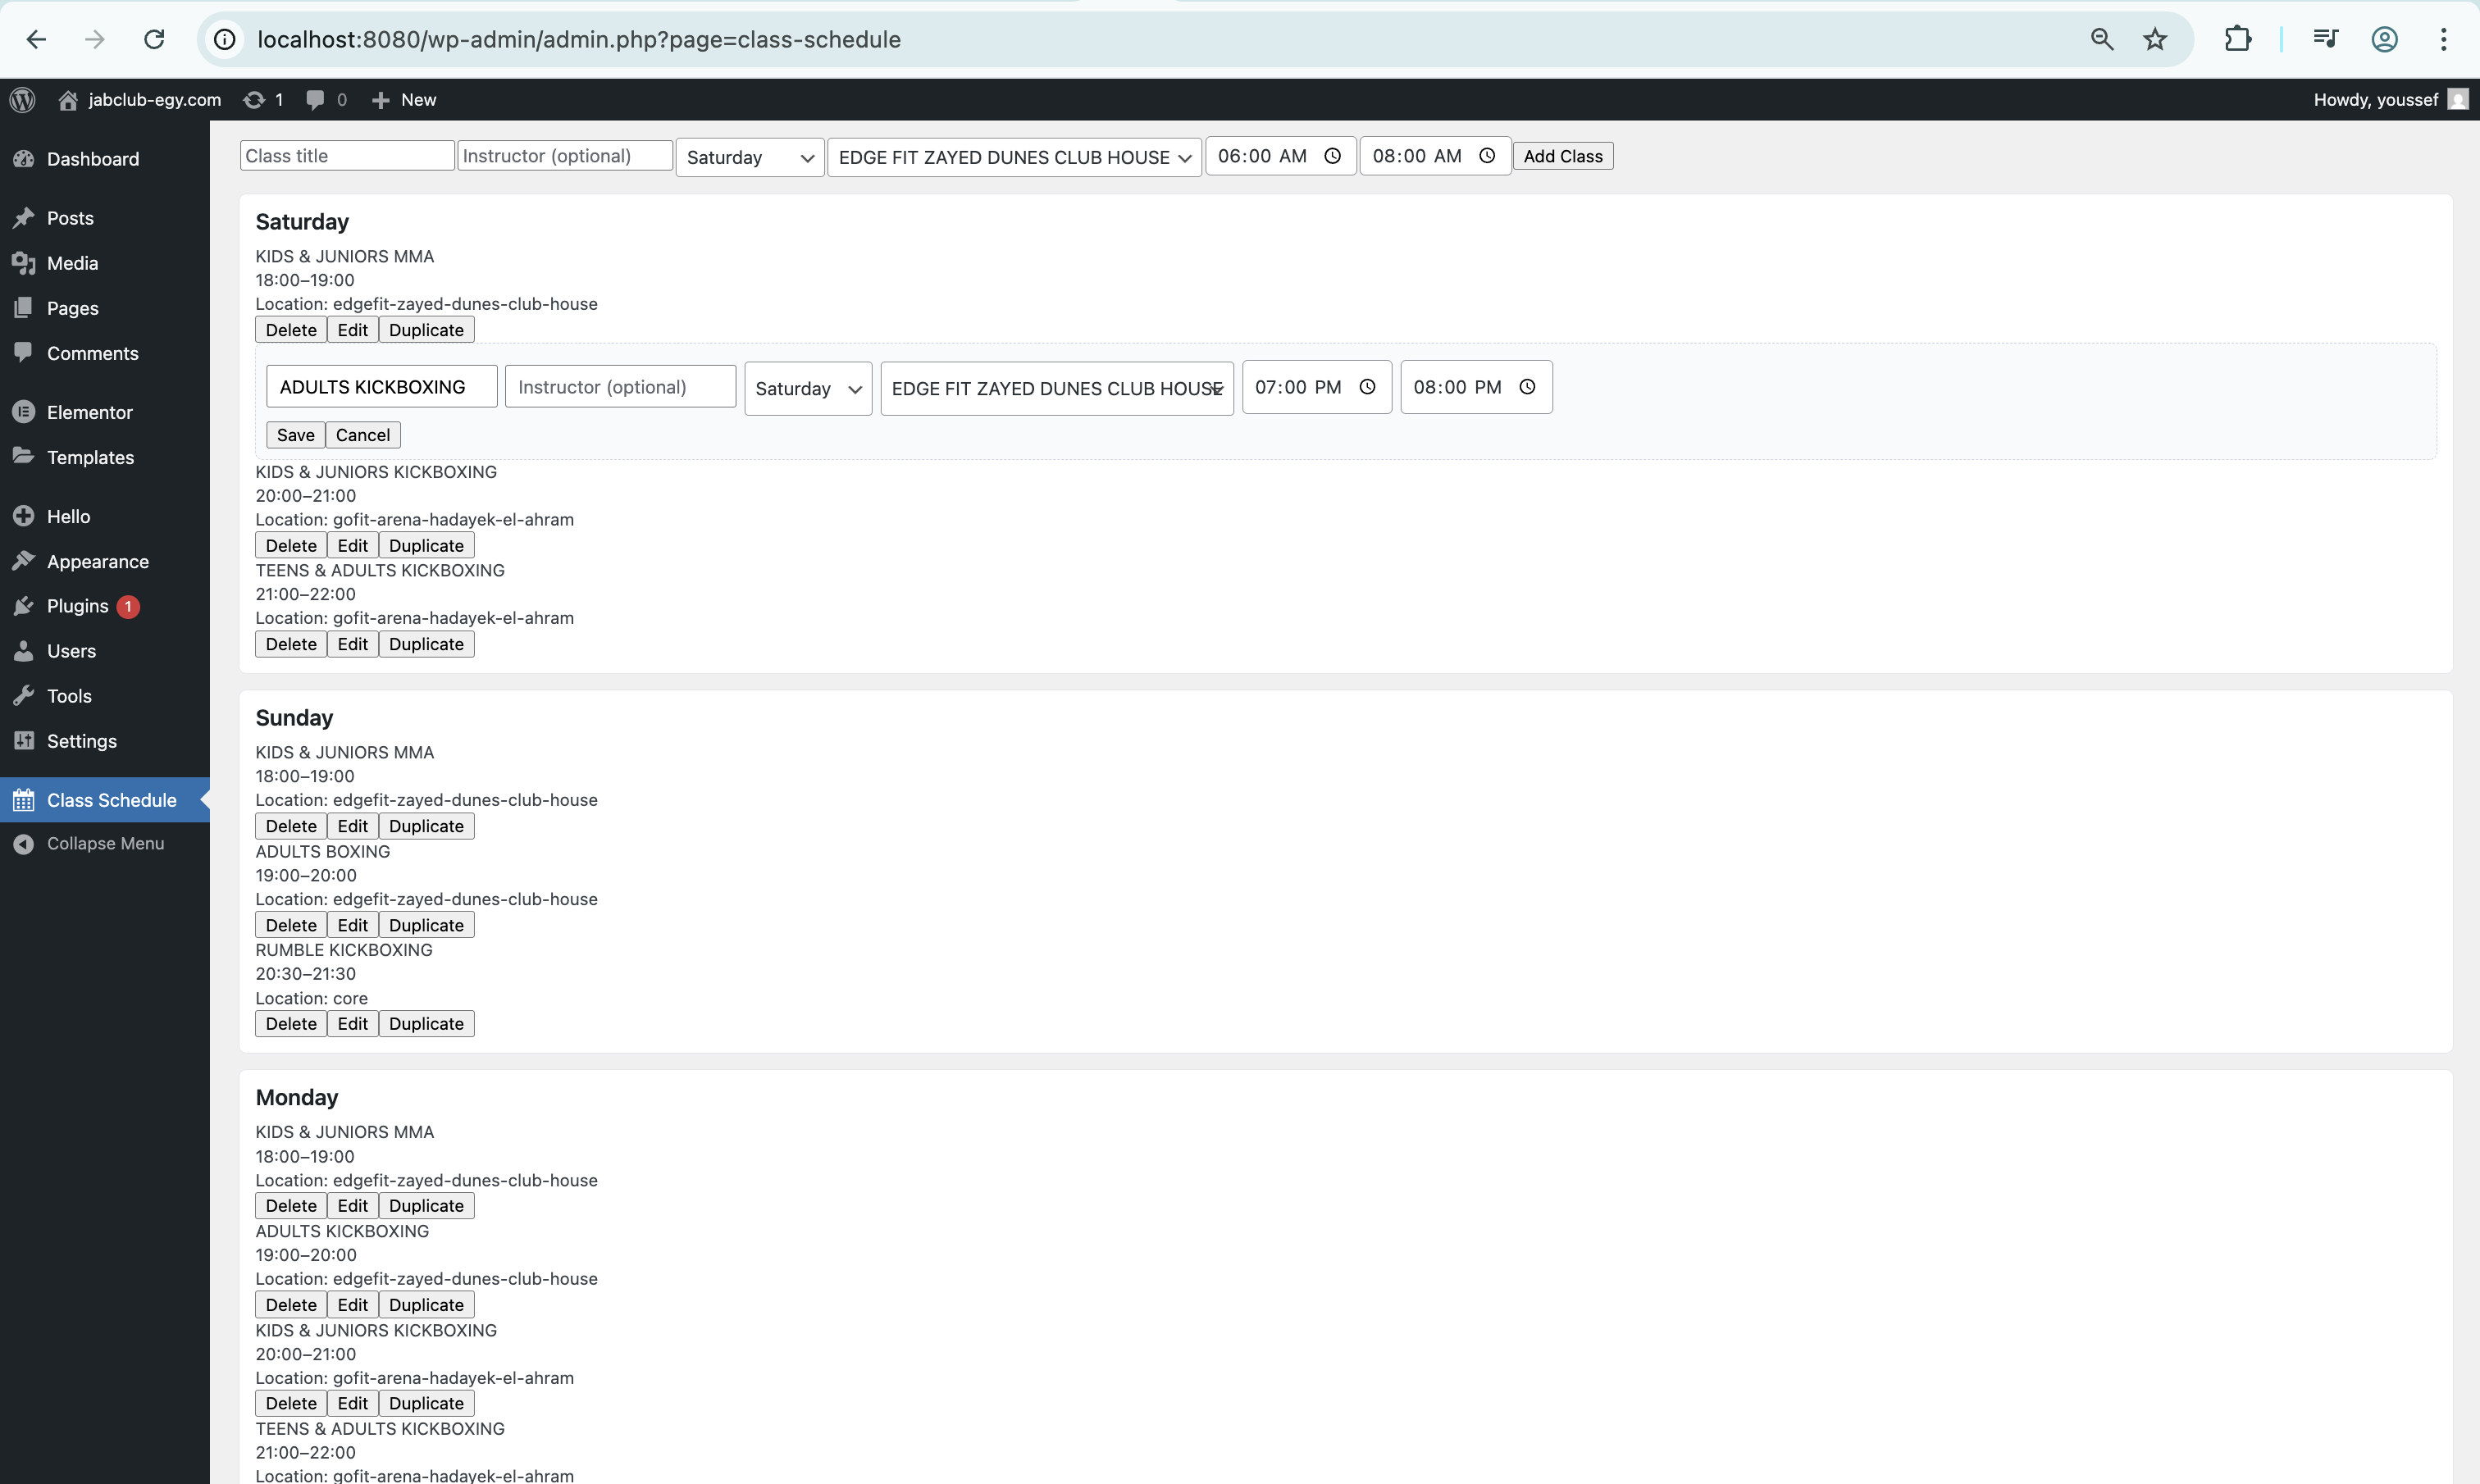 localhost:8080/wp-admin/admin.php?page=class-schedule
jabclub-egy.com 1 0 New Howdy, youssef
Dashboard
Posts
Media
Pages
Comments
Elementor
Templates
Hello
Appearance
Plugins 1
Users
Tools
Settings
Class Schedule
Collapse Menu
Class title Instructor (optional) Saturday EDGE FIT ZAYED DUNES CLUB HOUSE 06:00 AM 08:00 AM Add Class
Saturday
KIDS & JUNIORS MMA
18:00–19:00
Location: edgefit-zayed-dunes-club-house
Delete Edit Duplicate
ADULTS KICKBOXING Instructor (optional) Saturday EDGE FIT ZAYED DUNES CLUB HOUSE 07:00 PM 08:00 PM
Save Cancel
KIDS & JUNIORS KICKBOXING
20:00–21:00
Location: gofit-arena-hadayek-el-ahram
Delete Edit Duplicate
TEENS & ADULTS KICKBOXING
21:00–22:00
Location: gofit-arena-hadayek-el-ahram
Delete Edit Duplicate
Sunday
KIDS & JUNIORS MMA
18:00–19:00
Location: edgefit-zayed-dunes-club-house
Delete Edit Duplicate
ADULTS BOXING
19:00–20:00
Location: edgefit-zayed-dunes-club-house
Delete Edit Duplicate
RUMBLE KICKBOXING
20:30–21:30
Location: core
Delete Edit Duplicate
Monday
KIDS & JUNIORS MMA
18:00–19:00
Location: edgefit-zayed-dunes-club-house
Delete Edit Duplicate
ADULTS KICKBOXING
19:00–20:00
Location: edgefit-zayed-dunes-club-house
Delete Edit Duplicate
KIDS & JUNIORS KICKBOXING
20:00–21:00
Location: gofit-arena-hadayek-el-ahram
Delete Edit Duplicate
TEENS & ADULTS KICKBOXING
21:00–22:00
Location: gofit-arena-hadayek-el-ahram